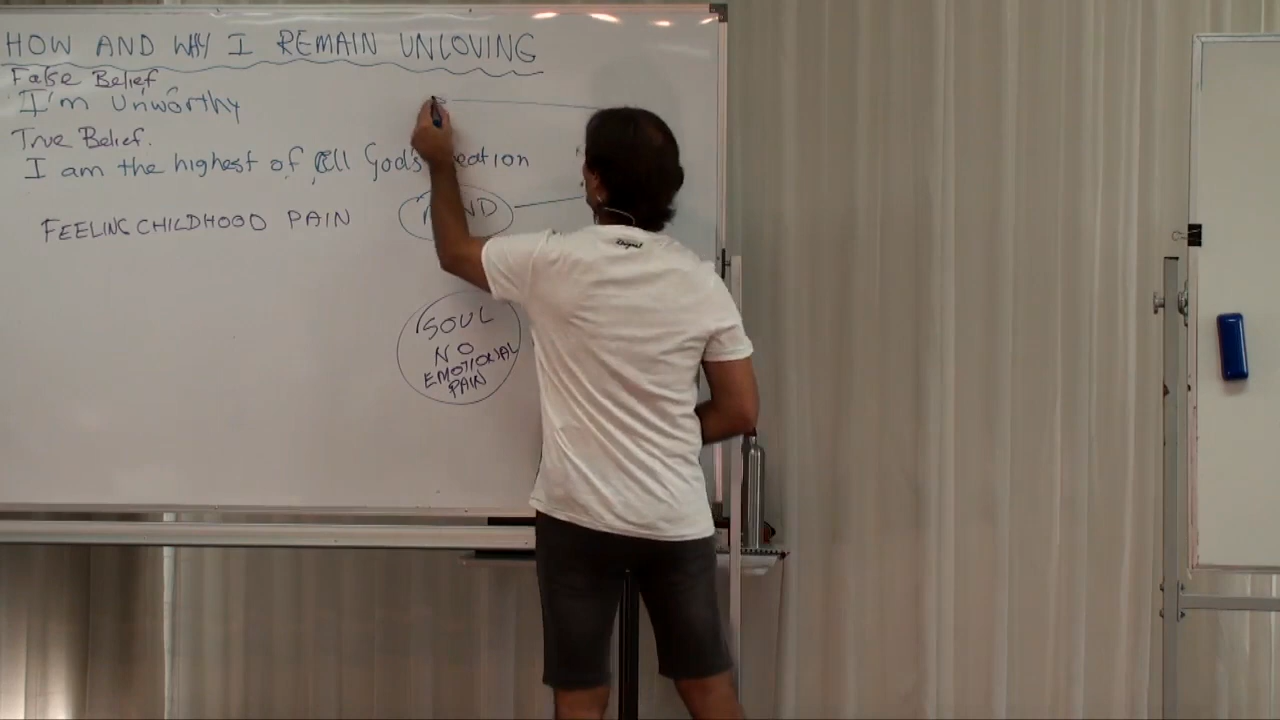 HOW AND WHY I REMAIN UNLOVING
False Belief
I'm Unworthy
True Belief.
I am the highest of all God's
FEELING CHILDHOOD PAIN
SOUL
NO
EMOTIONAL
PAIN